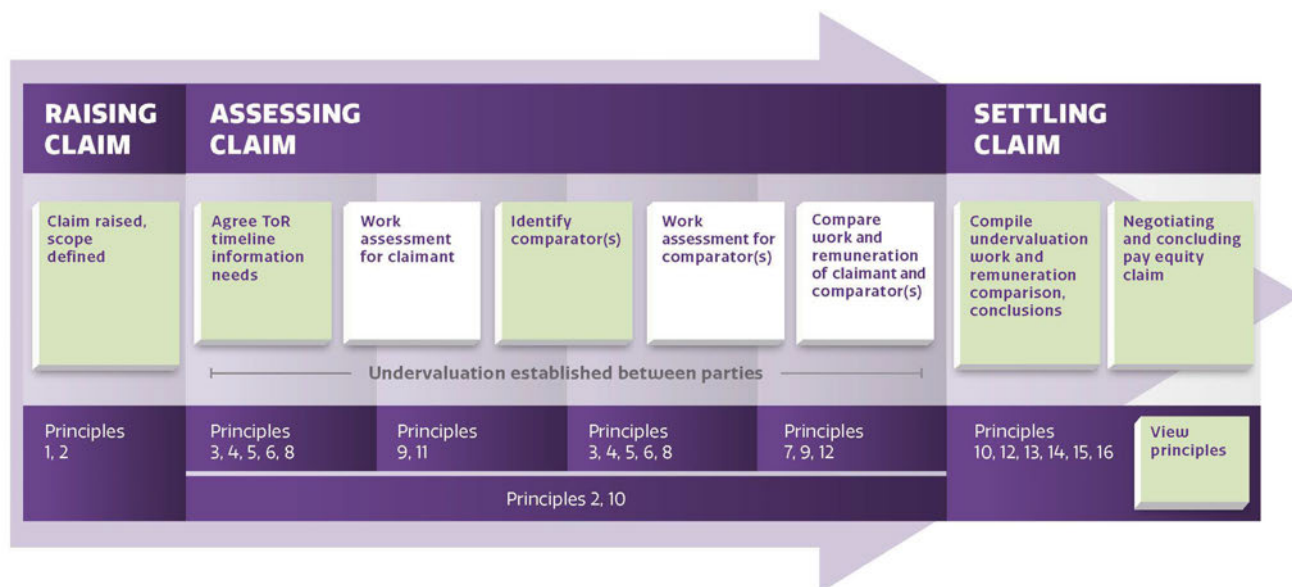 RAISING
CLAIM
ASSESSING
CLAIM
SETTLING
CLAIM
Claim raised,
scope
defined
Agree ToR
timeline
information
needs
Work
assessment
for claimant
Identify
comparator(s)
Work
assessment for
comparator(s)
Compare
work and
remuneration
of claimant and
comparator(s)
Compile
undervaluation
work and
remuneration
comparison,
conclusions
Negotiating
and concluding
pay equity
claim
Undervaluation established between parties
Principles
1, 2
Principles
3, 4, 5, 6, 8
Principles
9, 11
Principles
3, 4, 5, 6, 8
Principles
7, 9, 12
Principles
10, 12, 13, 14, 15, 16
View
principles
Principles 2, 10